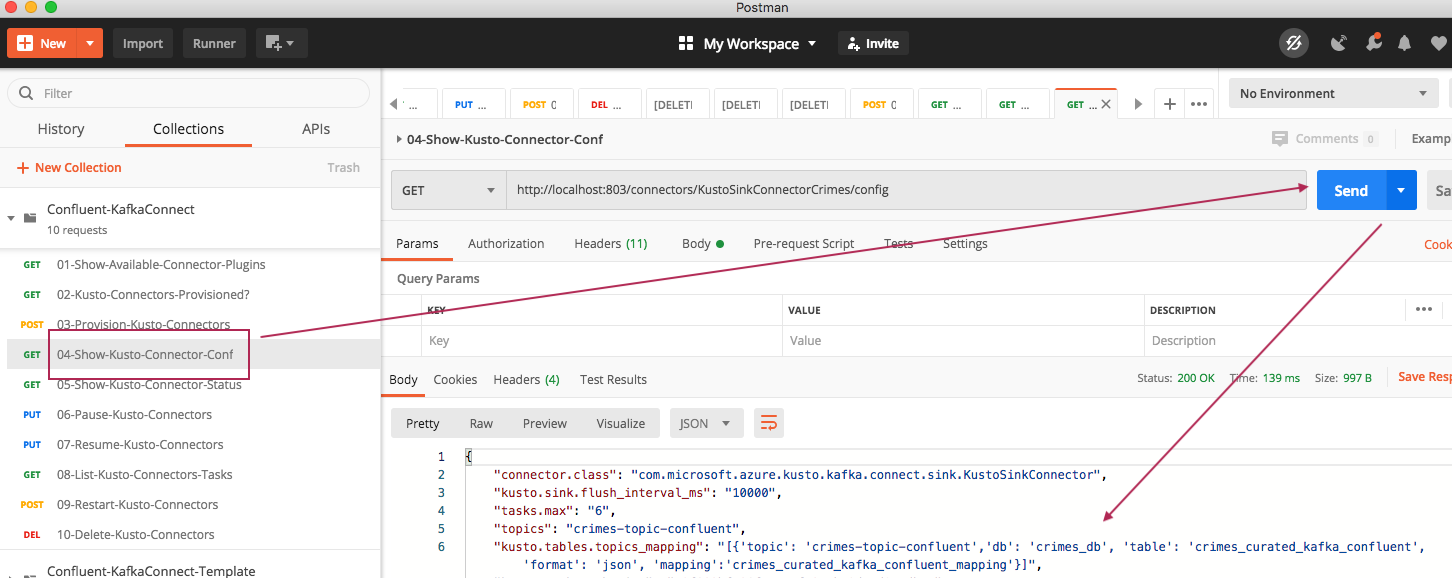 Postman
New Import Runner My Workspace Invite
Filter
History Collections APIs
New Collection Trash
Confluent-KafkaConnect
10 requests
GET 01-Show-Available-Connector-Plugins
GET 02-Kusto-Connectors-Provisioned?
POST 03-Provision-Kusto-Connectors
GET 04-Show-Kusto-Connector-Conf
GET 05-Show-Kusto-Connector-Status
PUT 06-Pause-Kusto-Connectors
PUT 07-Resume-Kusto-Connectors
GET 08-List-Kusto-Connectors-Tasks
POST 09-Restart-Kusto-Connectors
DEL 10-Delete-Kusto-Connectors
Confluent-KafkaConnect-Template
... PUT ... POST 0 DEL ... [DELETI [DELETI [DELETI POST 0 GET ... GET ... GET ... No Environment
04-Show-Kusto-Connector-Conf Comments 0 Examp
GET http://localhost:803/connectors/KustoSinkConnectorCrimes/config Send Sa
Params Authorization Headers (11) Body Pre-request Script Tests Settings Cook
Query Params
KEY VALUE DESCRIPTION
Key Value Description
Body Cookies Headers (4) Test Results Status: 200 OK Time: 139 ms Size: 997 B Save Resp
Pretty Raw Preview Visualize JSON
1 {
2 "connector.class": "com.microsoft.azure.kusto.kafka.connect.sink.KustoSinkConnector",
3 "kusto.sink.flush_interval_ms": "10000",
4 "tasks.max": "6",
5 "topics": "crimes-topic-confluent",
6 "kusto.tables.topics_mapping": "[{'topic': 'crimes-topic-confluent','db': 'crimes_db', 'table': 'crimes_curated_kafka_confluent',
'format': 'json', 'mapping':'crimes_curated_kafka_confluent_mapping'}]",